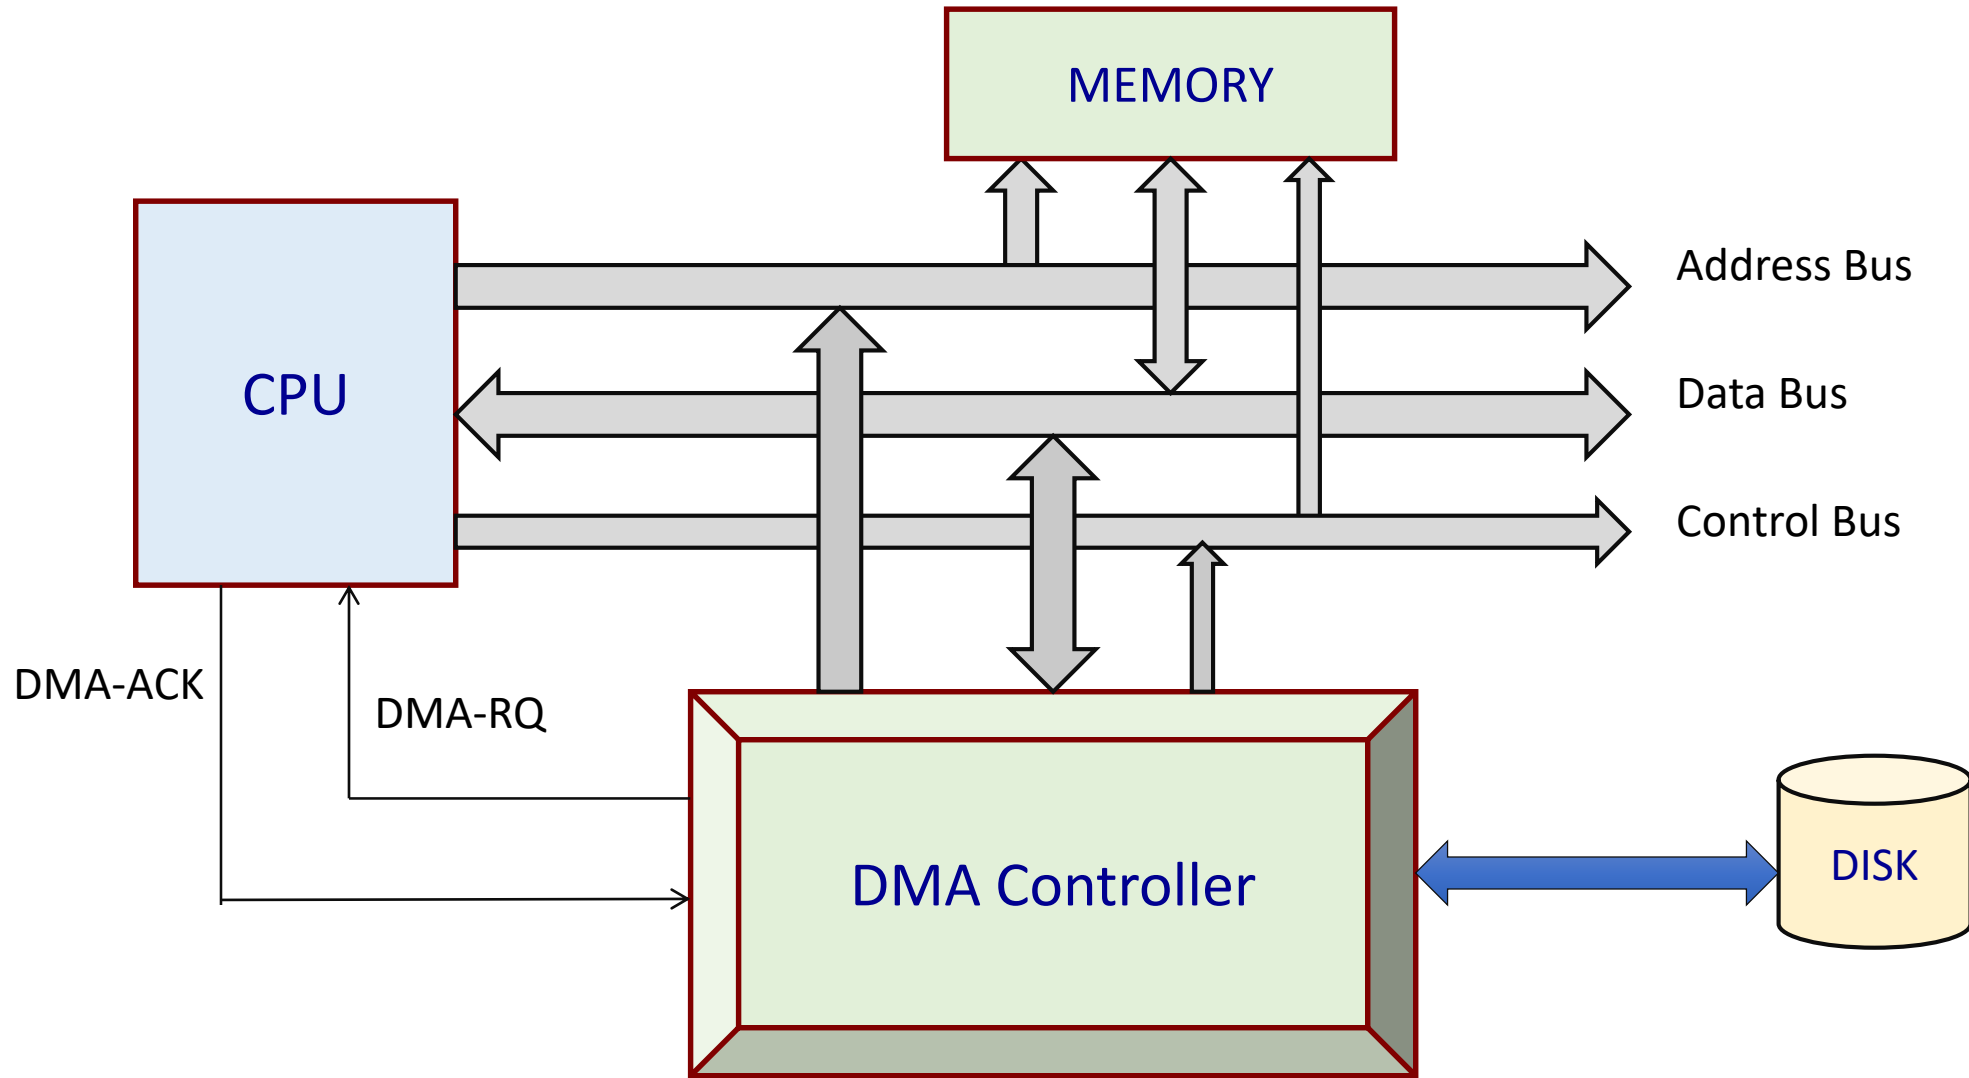 MEMORY
Address Bus
CPU
Data Bus
Control Bus
DMA-ACK
DMA-RQ
DMA Controller
DISK